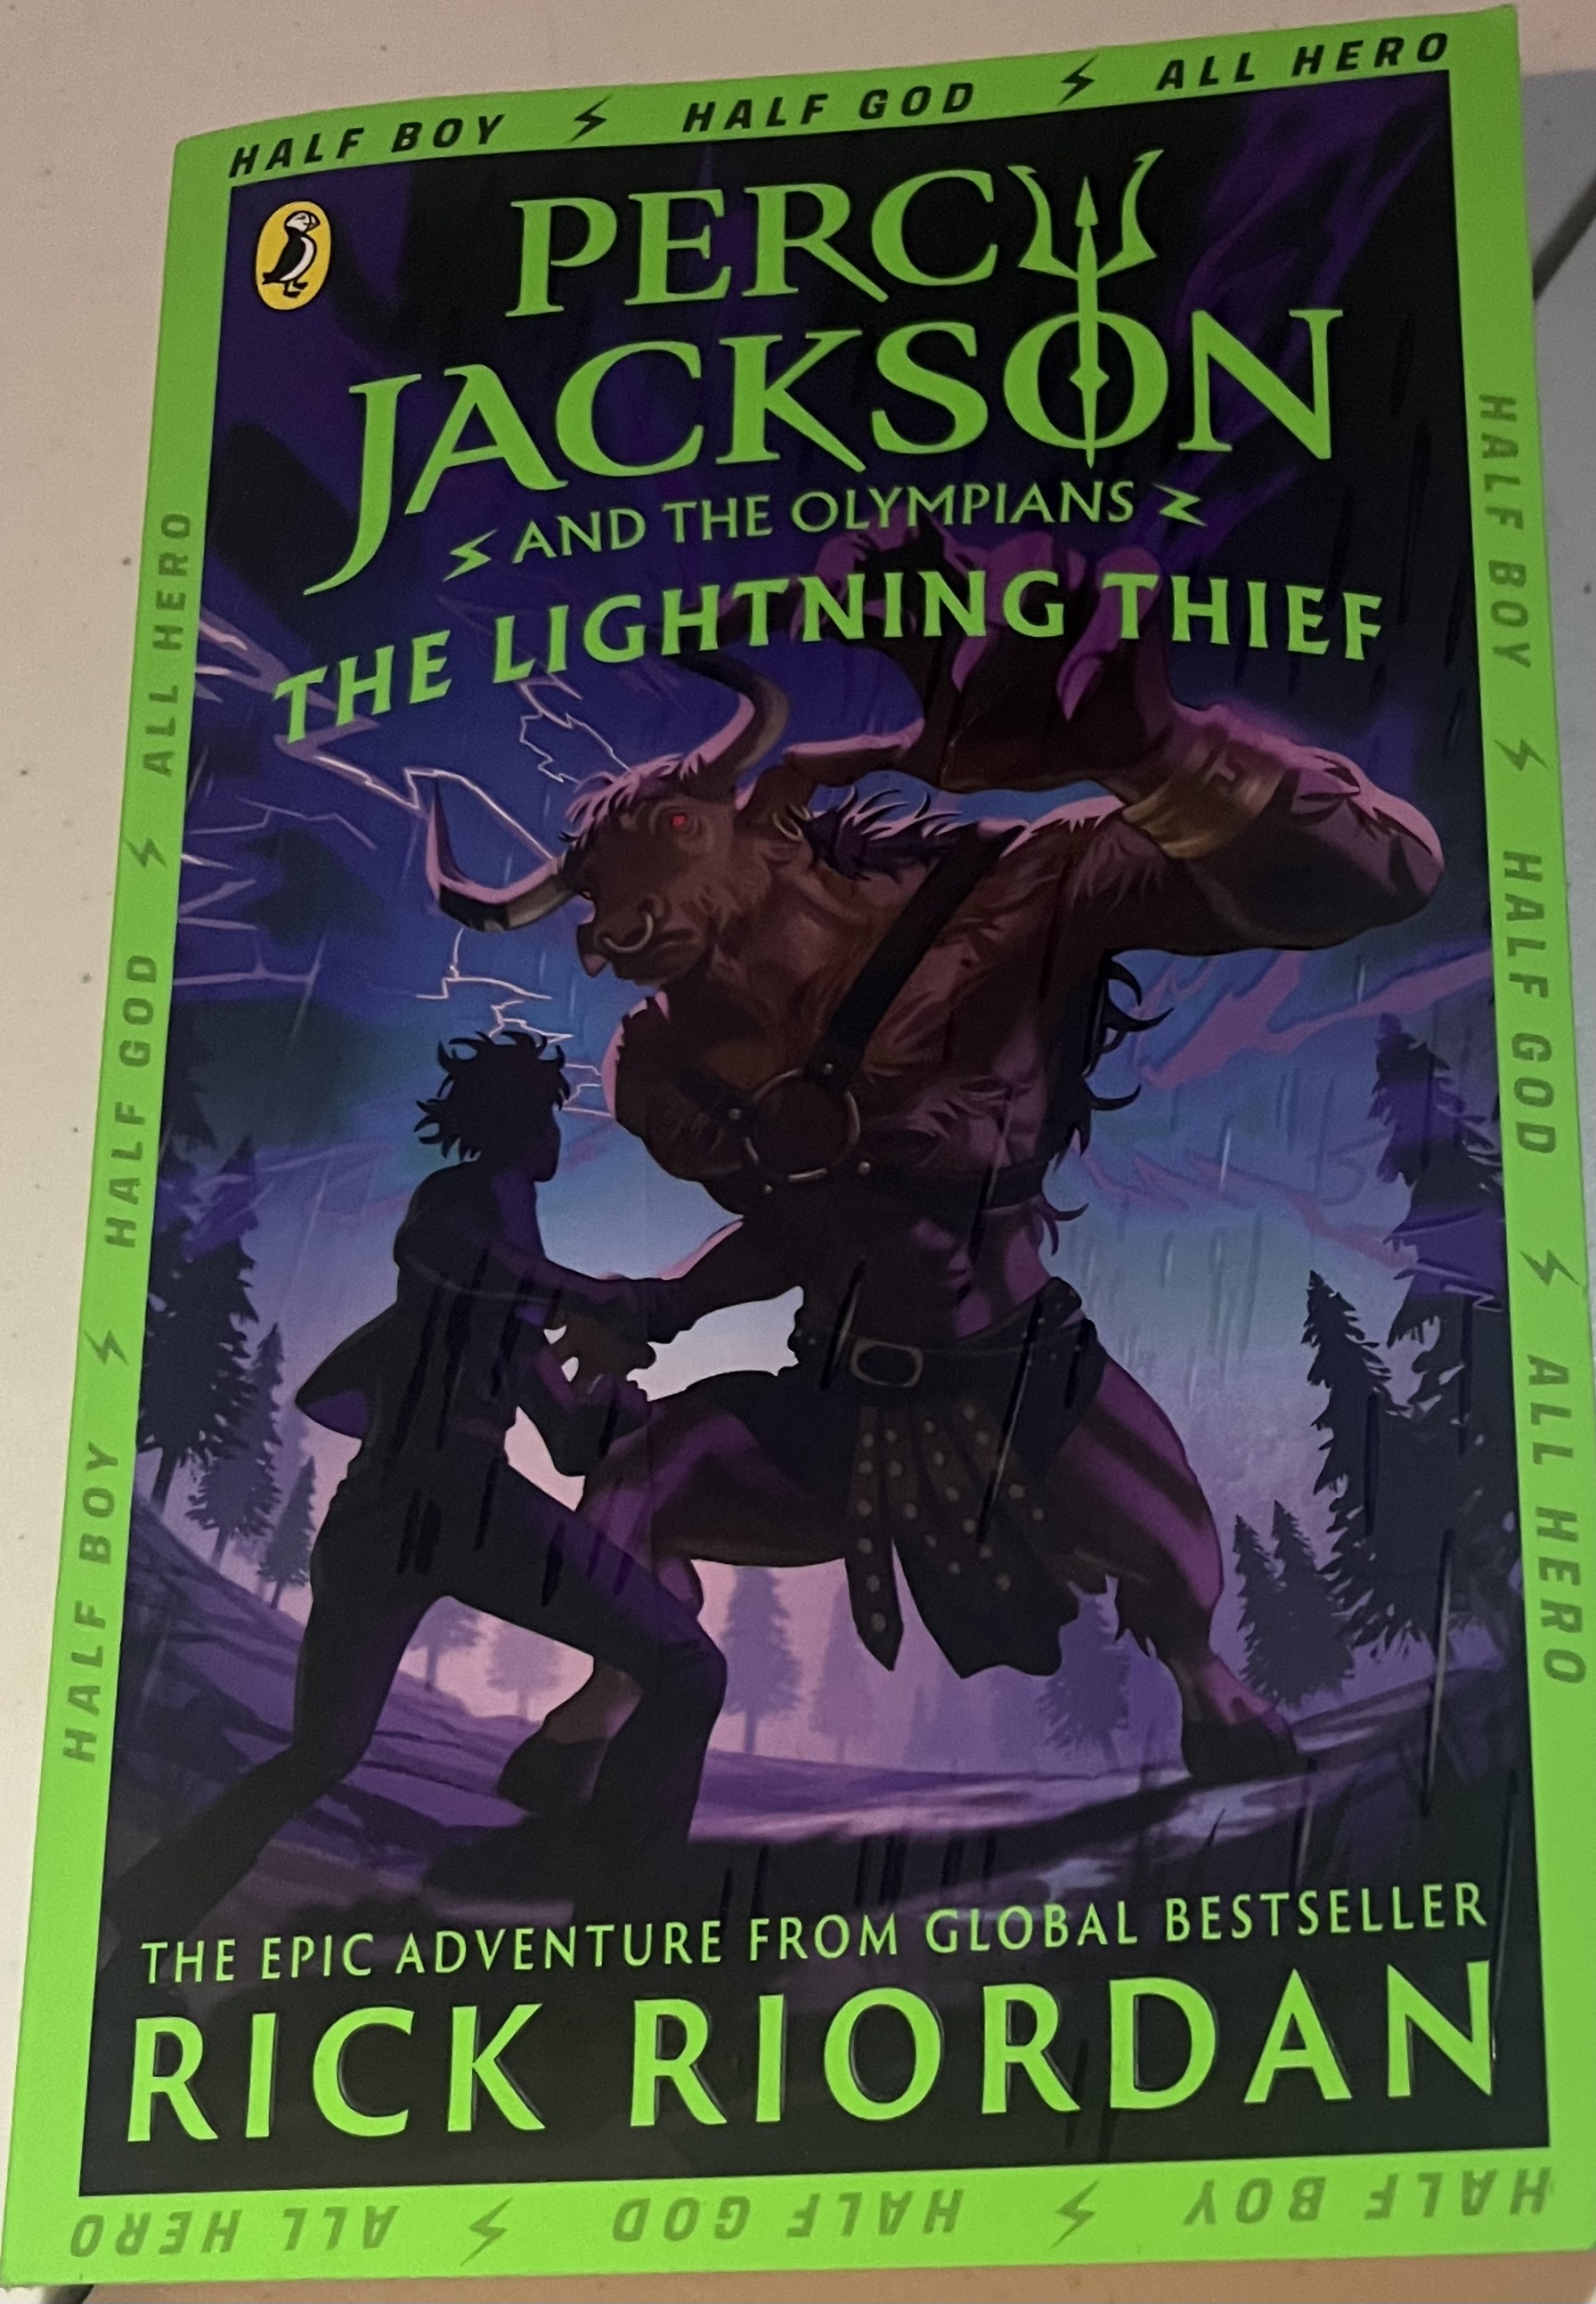 HALF BOY HALF GOD ALL HERO
PERCY
JACKSON
AND THE OLYMPIANS
THE LIGHTNING THIEF
HALF BOY HALF GOD ALL HERO
HALF BOY HALF GOD ALL HERO
THE EPIC ADVENTURE FROM GLOBAL BESTSELLER
RICK RIORDAN
HALF BOY HALF GOD ALL HERO